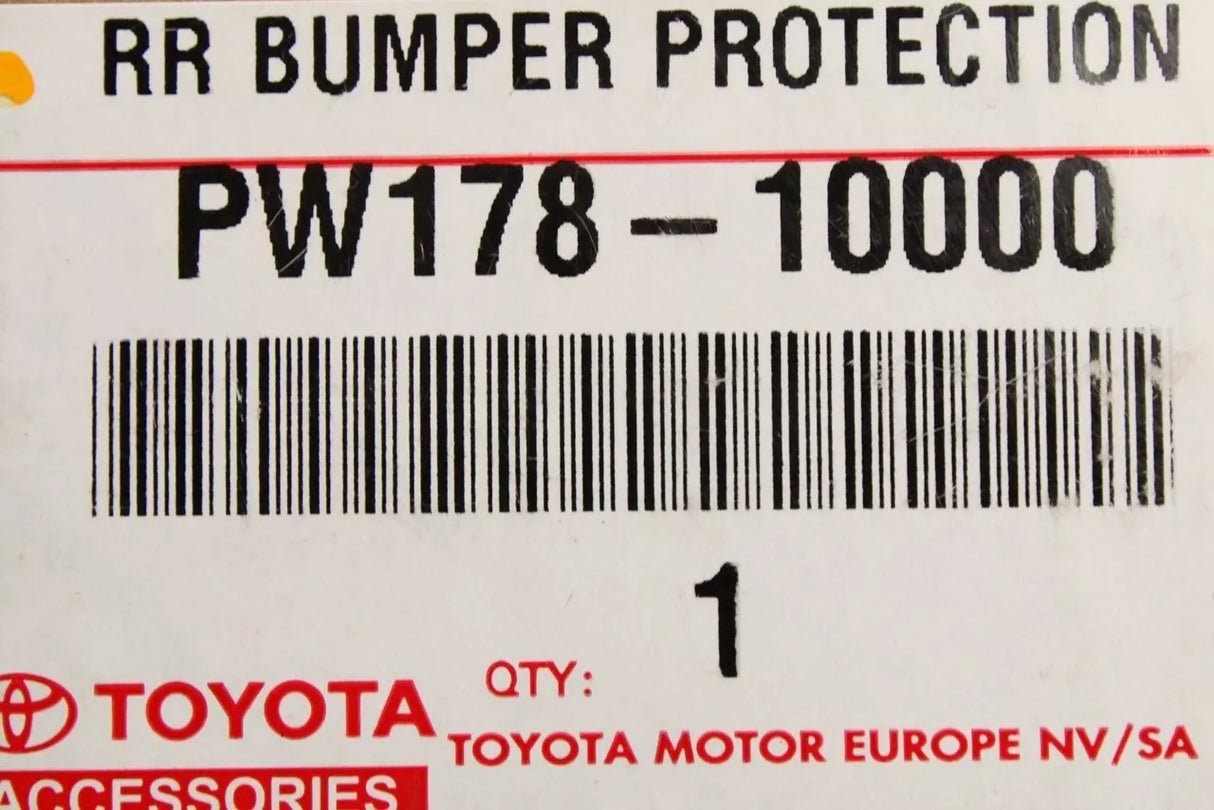 RR BUMPER PROTECTION
PW178-10000
1
QTY:
TOYOTA
TOYOTA MOTOR EUROPE NV/SA
ACCESSORIES